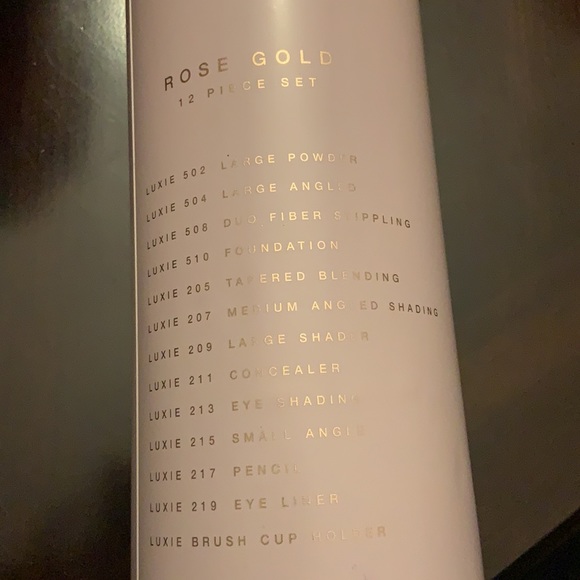 ROSE GOLD
12 PIECE SET
LUXIE 502 LARGE POWDER
LUXIE 504 LARGE ANGLED
LUXIE 508 DUO FIBER STIPPLING
LUXIE 510 FOUNDATION
LUXIE 205 TAPERED BLENDING
LUXIE 207 MEDIUM ANGLED SHADING
LUXIE 209 LARGE SHADER
LUXIE 211 CONCEALER
LUXIE 213 EYE SHADING
LUXIE 215 SMALL ANGLE
LUXIE 217 PENCIL
LUXIE 219 EYE LINER
LUXIE BRUSH CUP HOLDER